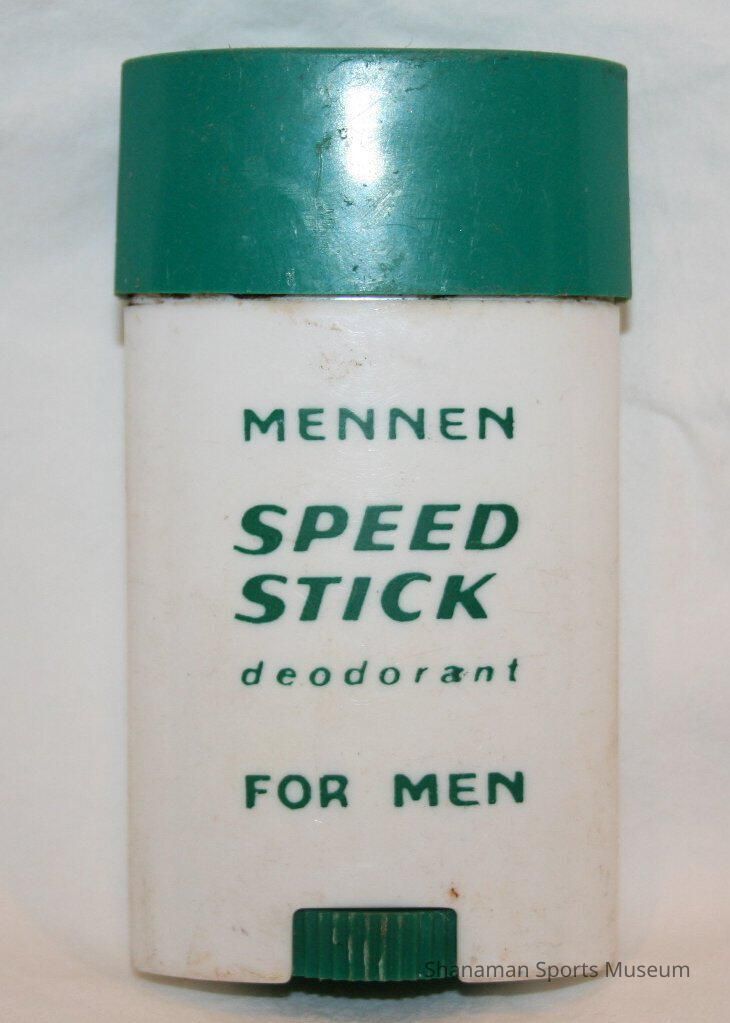 MENNEN
SPEED
STICK
deodorant
FOR MEN
Shanaman Sports Museum